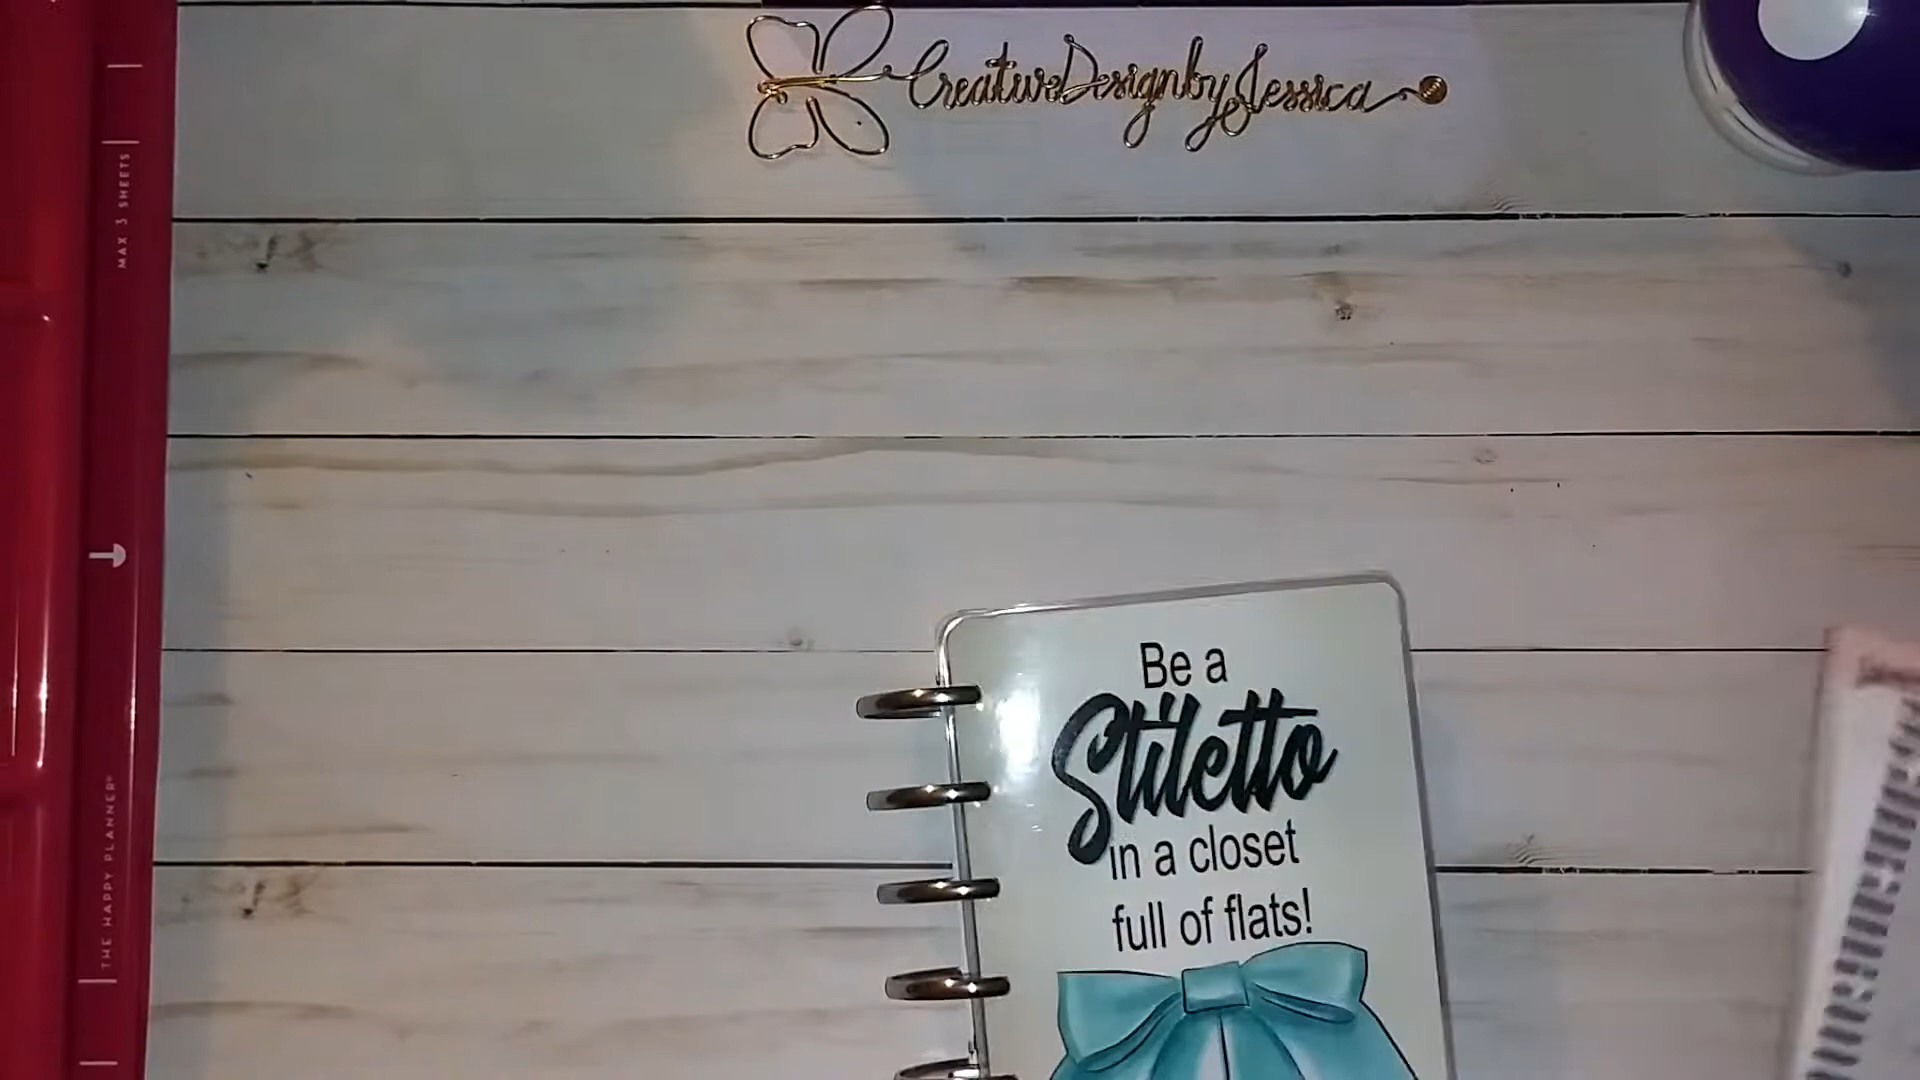 CreativeDesignbyJessica
MAX 3 SHEETS
THE HAPPY PLANNER®
Be a
Stiletto
in a closet
full of flats!